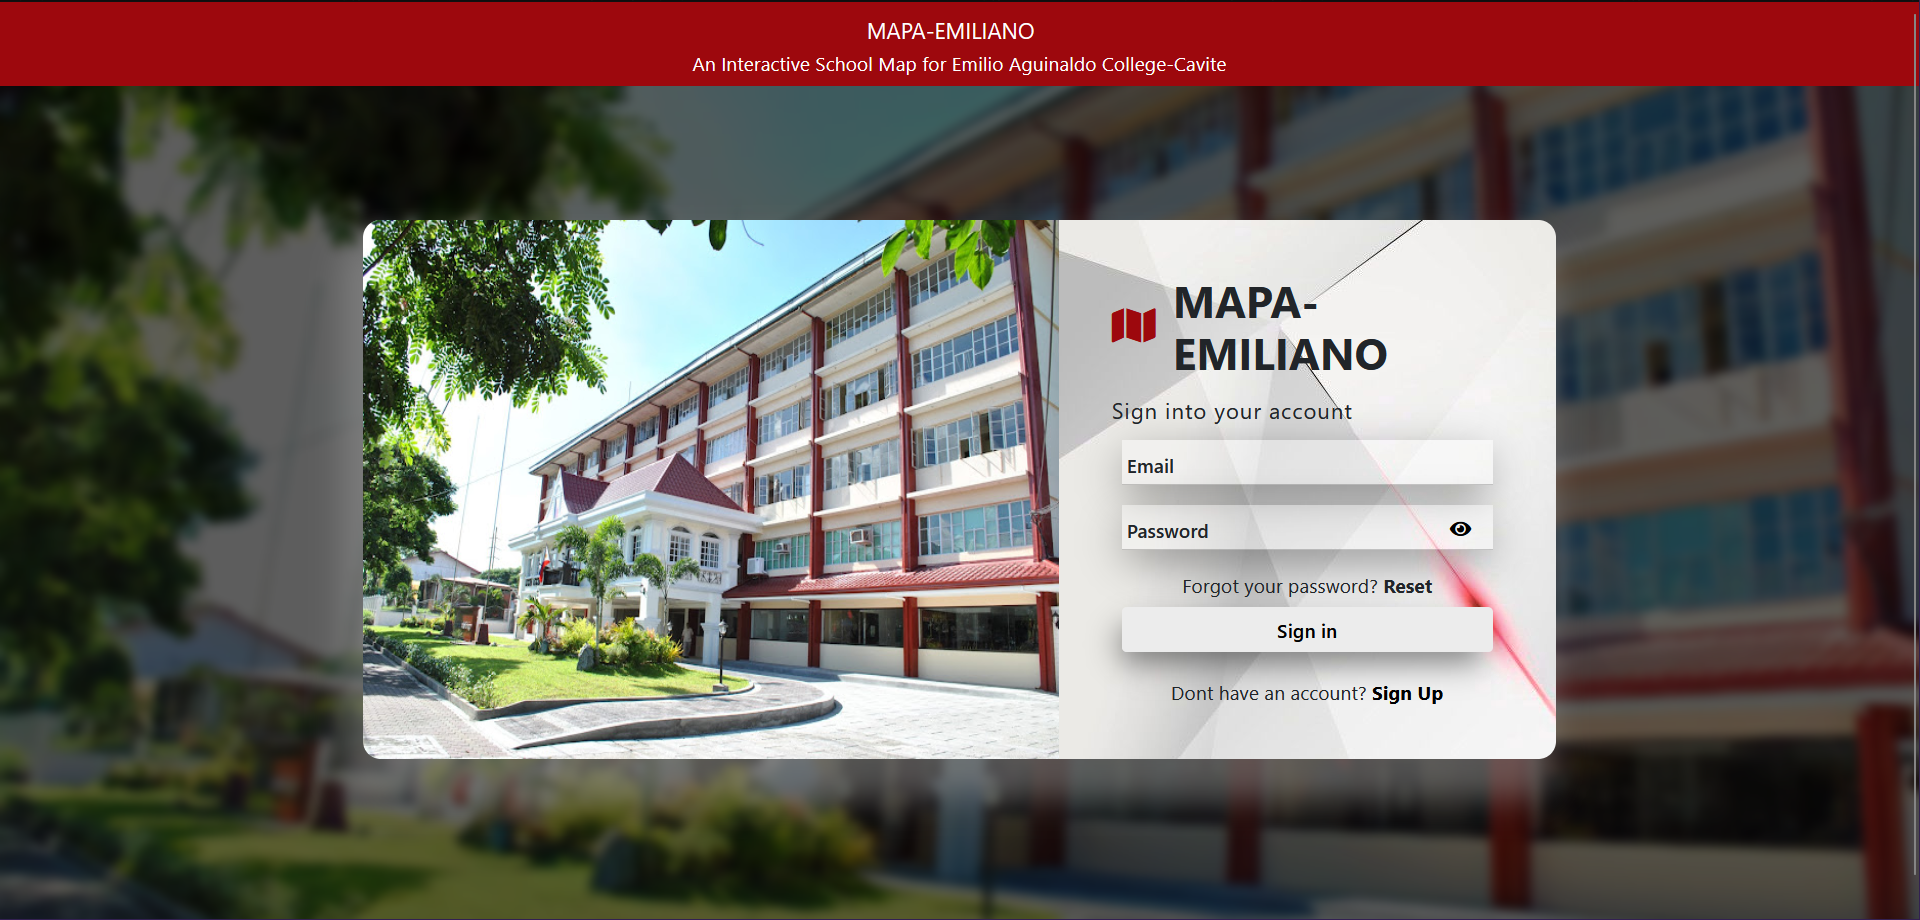 MAPA-EMILIANO
An Interactive School Map for Emilio Aguinaldo College-Cavite
MAPA-
EMILIANO
Sign into your account
Email
Password
Forgot your password? Reset
Sign in
Dont have an account? Sign Up